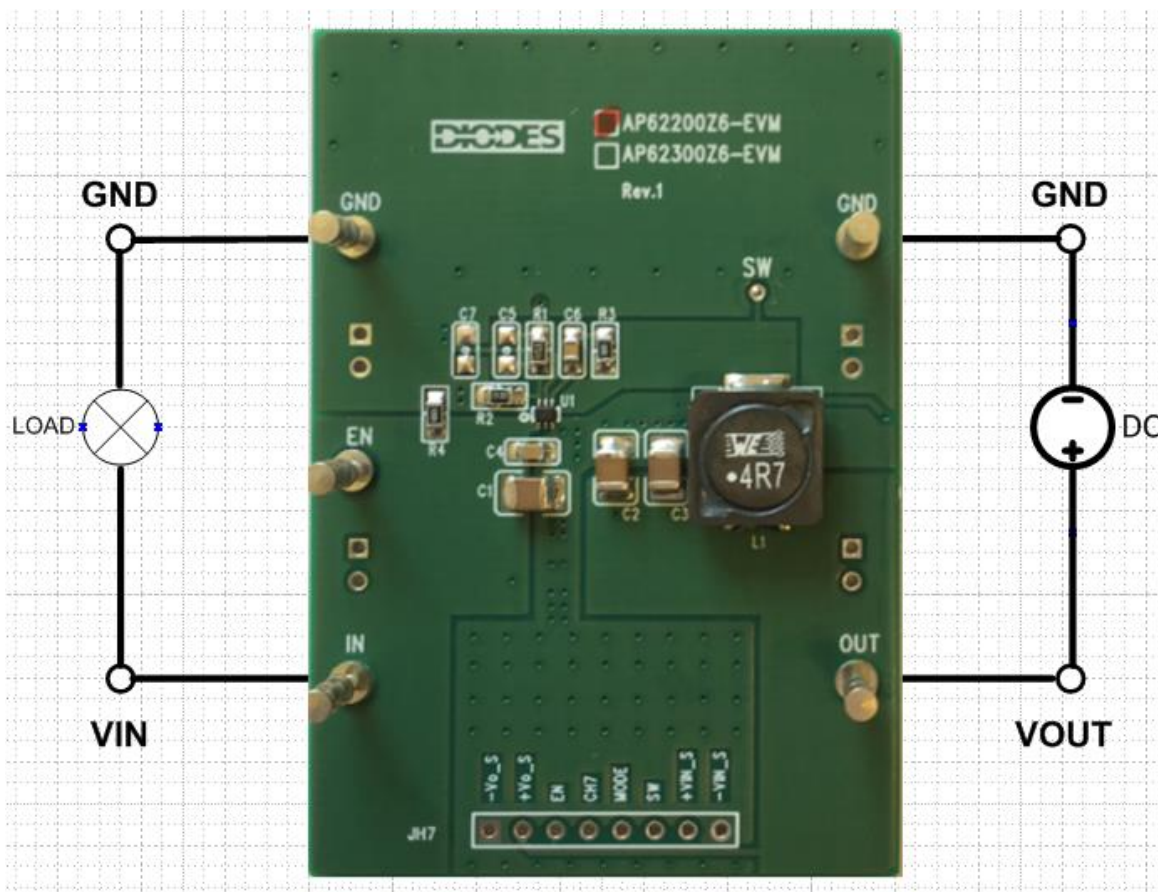 DIODES
AP62200Z6-EVM
AP62300Z6-EVM
Rev.1
GND
GND
GND
GND
SW
C7
C5
R1
C6
R3
LOAD
R2
U1
DC
EN
R4
C4
C1
C2
C3
WE
4R7
L1
IN
OUT
VIN
VOUT
-Vo_S
+Vo_S
EN
CH7
MODE
SW
+VIN_S
-VIN_S
JH7